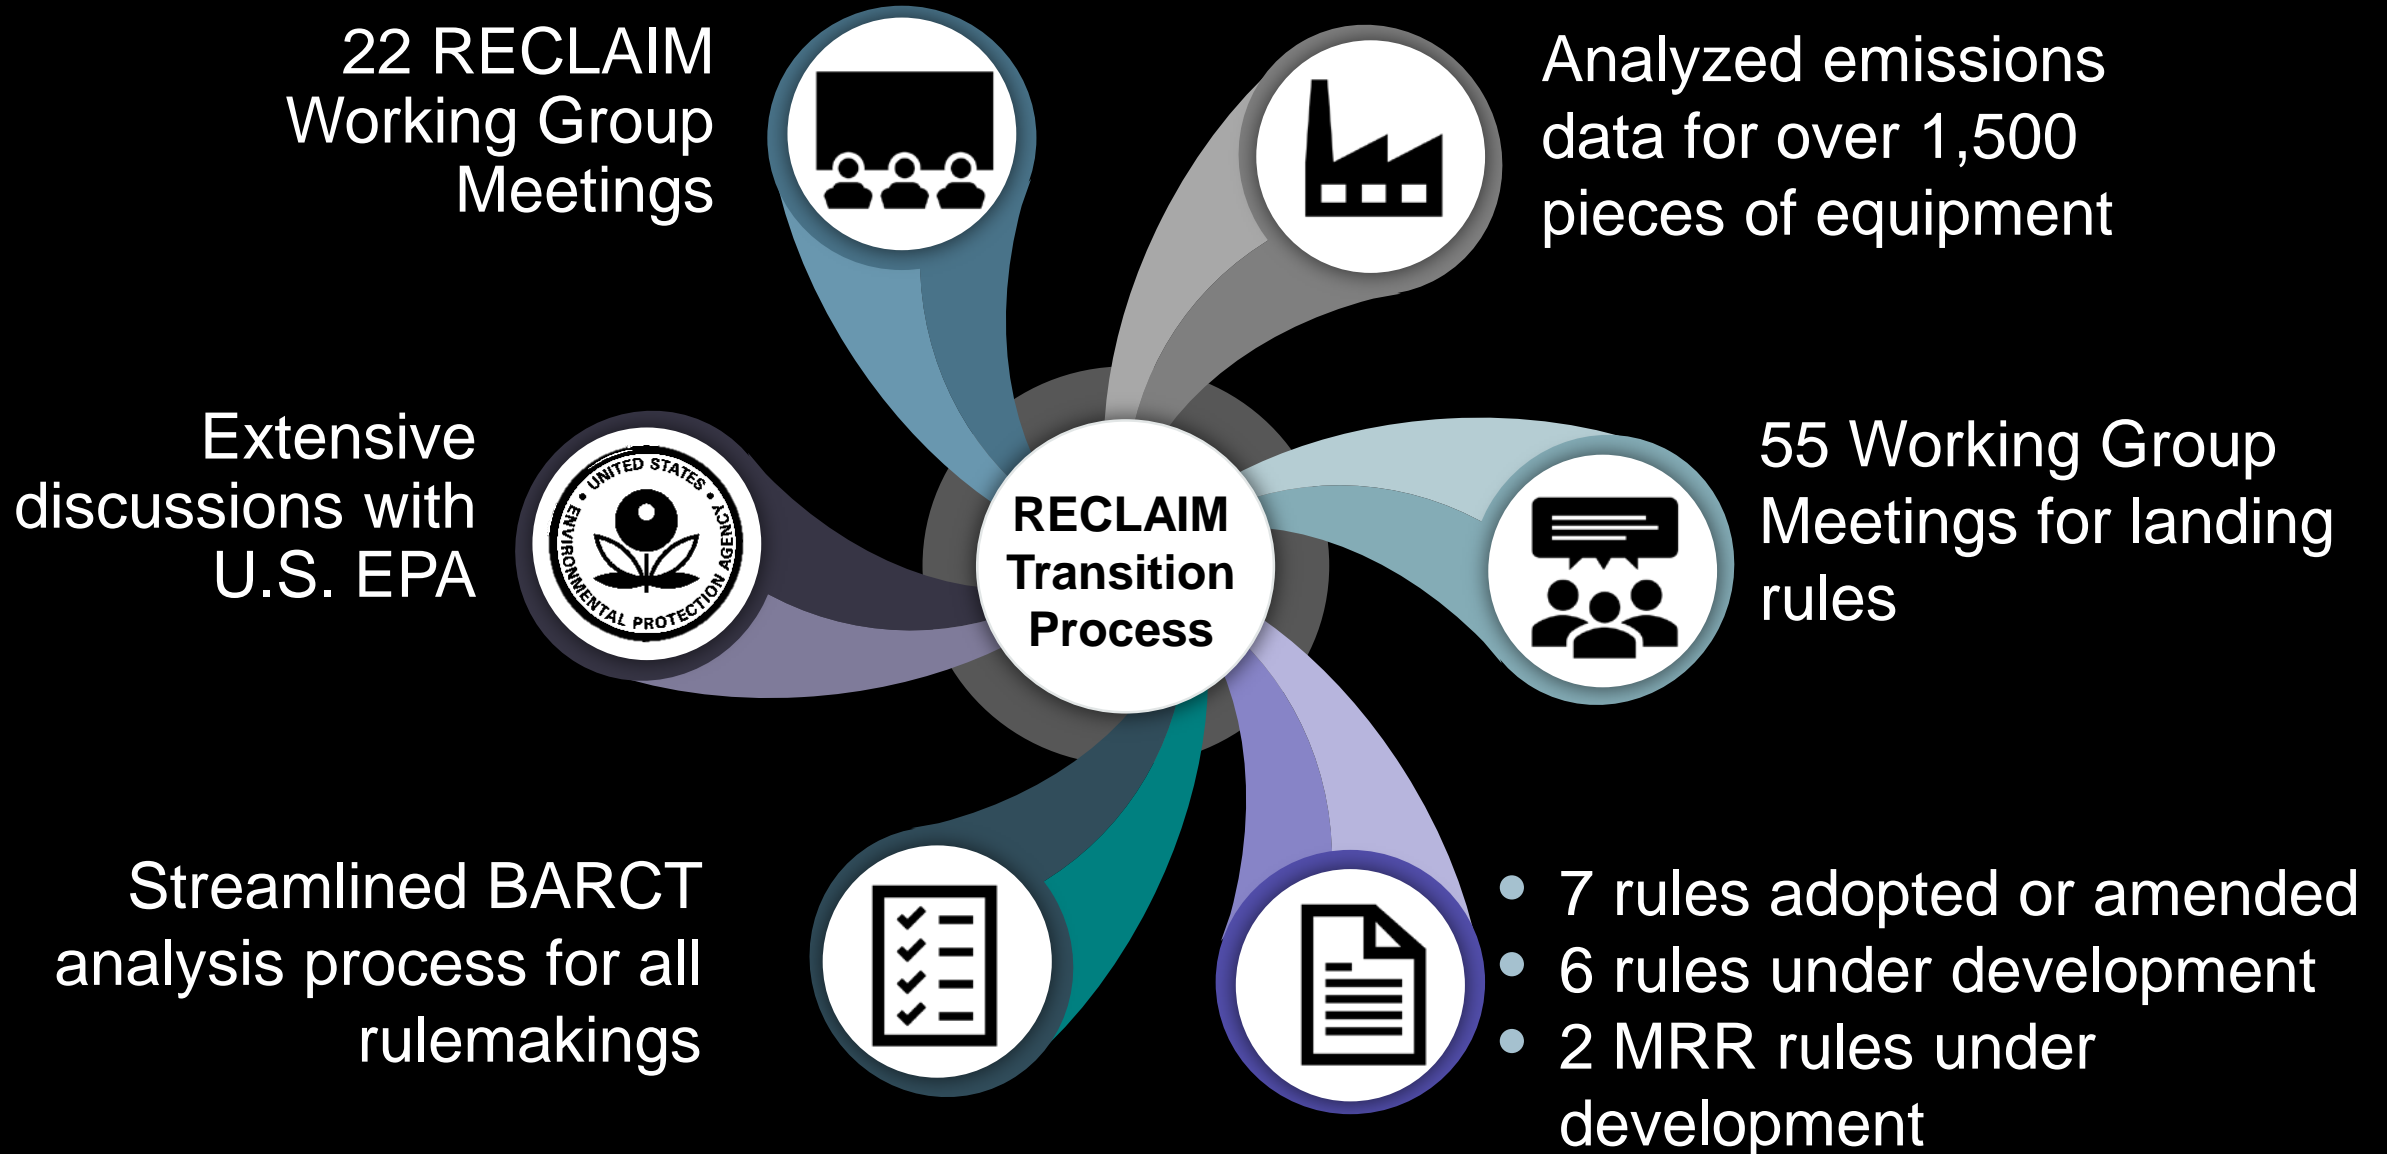 22 RECLAIM
Working Group
Meetings
Analyzed emissions
data for over 1,500
pieces of equipment
Extensive
discussions with
U.S. EPA
UNITED STATES
ENVIRONMENTAL PROTECTION AGENCY
RECLAIM
Transition
Process
55 Working Group
Meetings for landing
rules
Streamlined BARCT
analysis process for all
rulemakings
• 7 rules adopted or amended
• 6 rules under development
• 2 MRR rules under
development